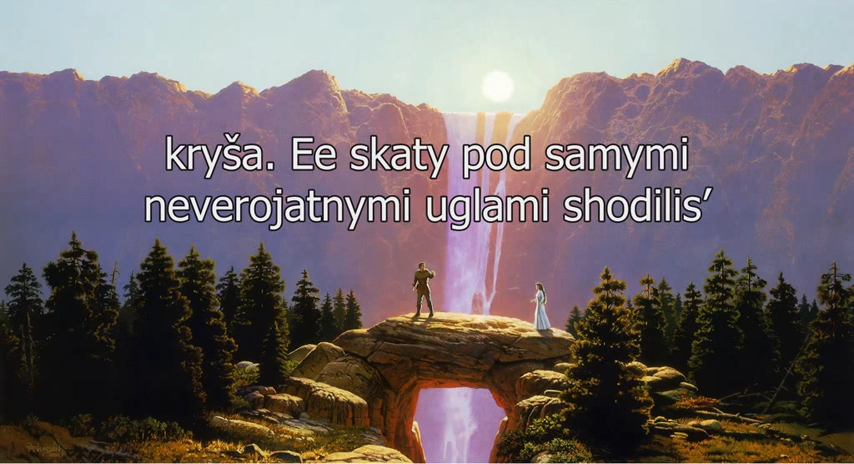 kryša. Ee skaty pod samymi
neverojatnymi uglami shodilis’